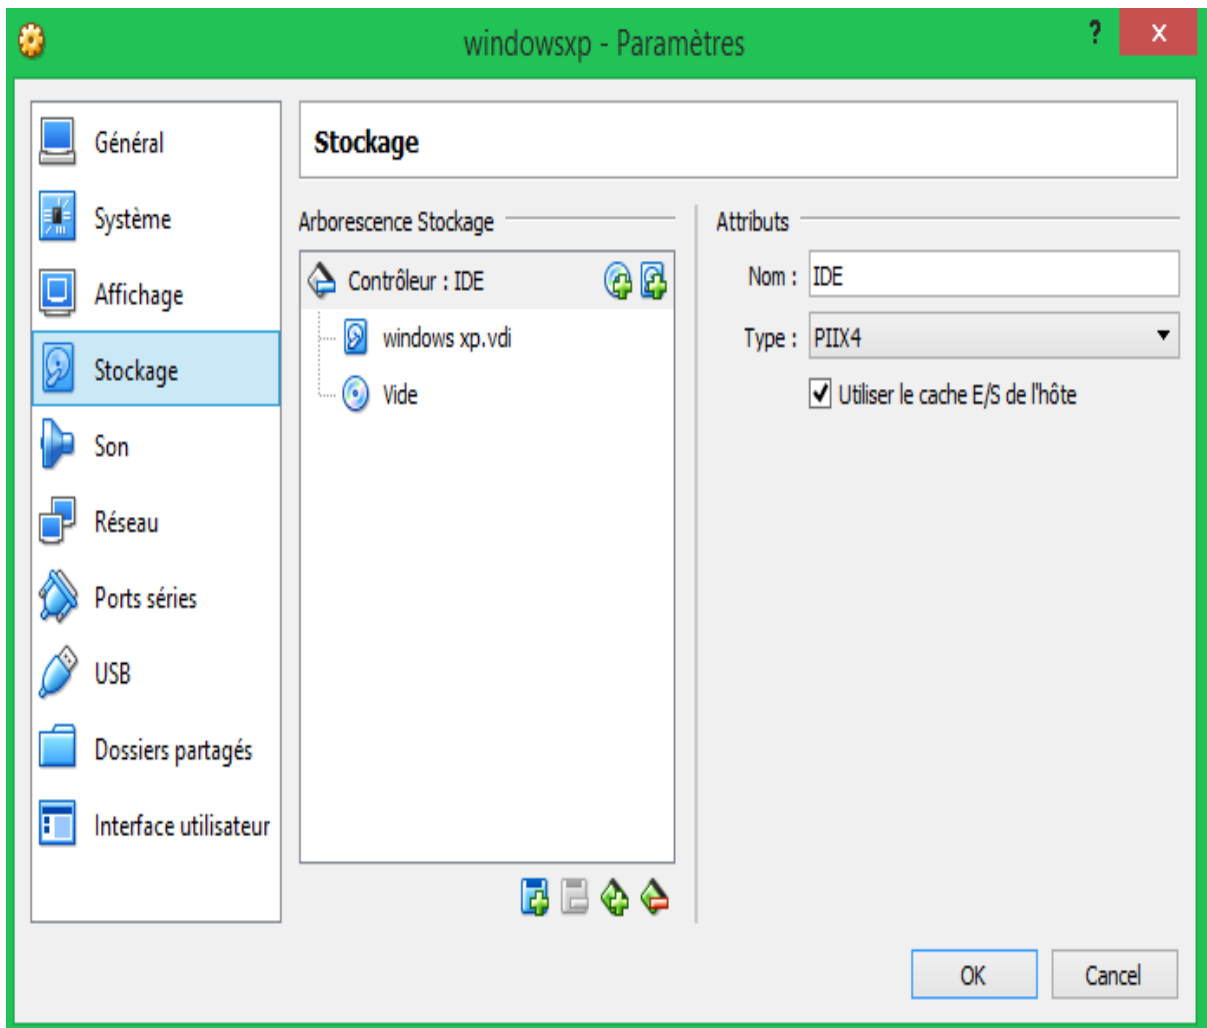 windowsxp - Paramètres
?
x
Général
Système
Affichage
Stockage
Son
Réseau
Ports séries
USB
Dossiers partagés
Interface utilisateur
Stockage
Arborescence Stockage
Contrôleur : IDE
windows xp.vdi
Vide
Attributs
Nom : IDE
Type : PIIX4
Utiliser le cache E/S de l'hôte
OK
Cancel